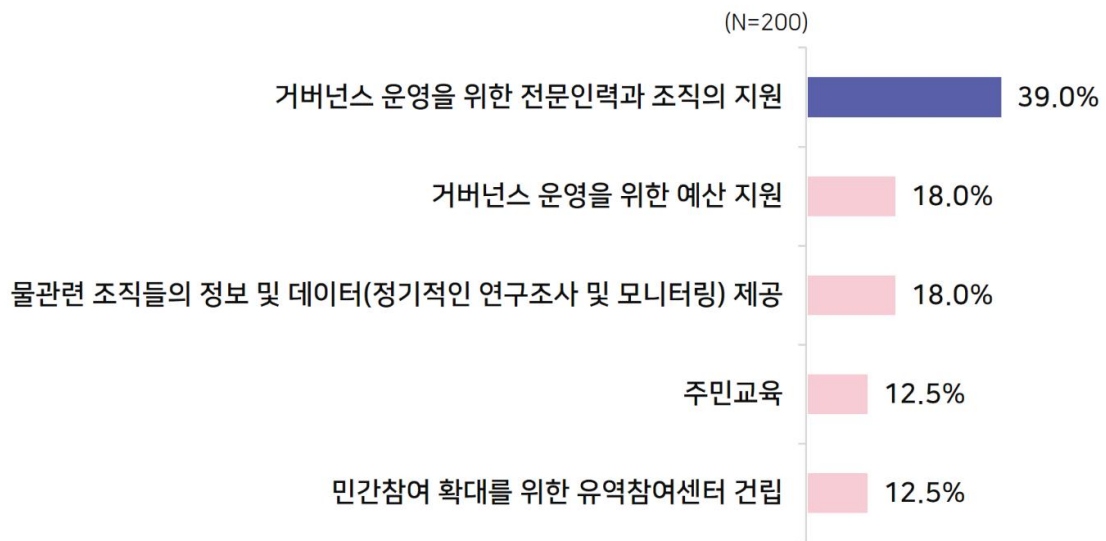 (N=200)
거버넌스 운영을 위한 전문인력과 조직의 지원 39.0%
거버넌스 운영을 위한 예산 지원 18.0%
물관련 조직들의 정보 및 데이터(정기적인 연구조사 및 모니터링) 제공 18.0%
주민교육 12.5%
민간참여 확대를 위한 유역참여센터 건립 12.5%